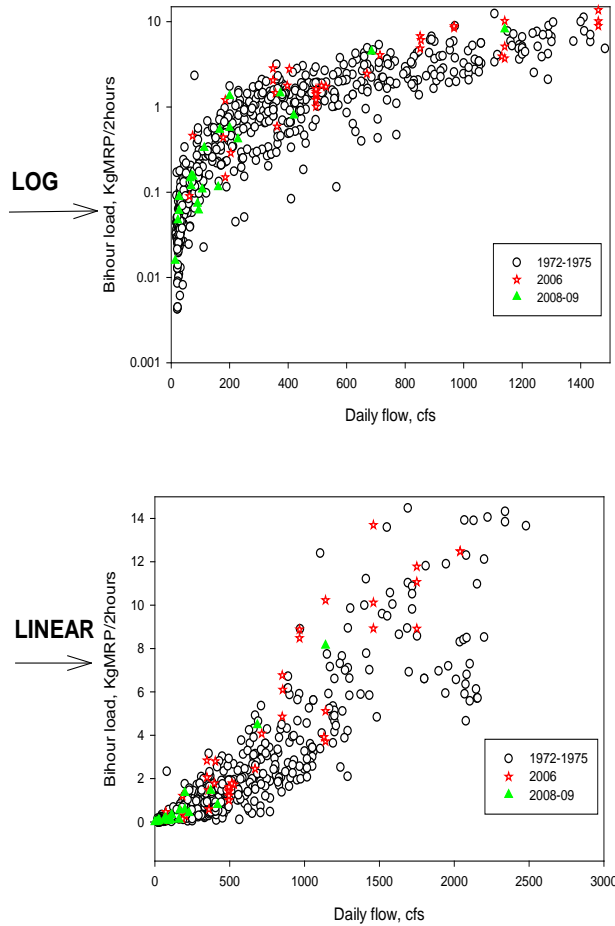 10
1
LOG
0.1
0.01
0.001
Bihour load, KgMRP/2hours
1972-1975
2006
2008-09
0 200 400 600 800 1000 1200 1400
Daily flow, cfs
14
12
10
LINEAR
8
6
4
2
0
Bihour load, KgMRP/2hours
1972-1975
2006
2008-09
0 500 1000 1500 2000 2500 3000
Daily flow, cfs